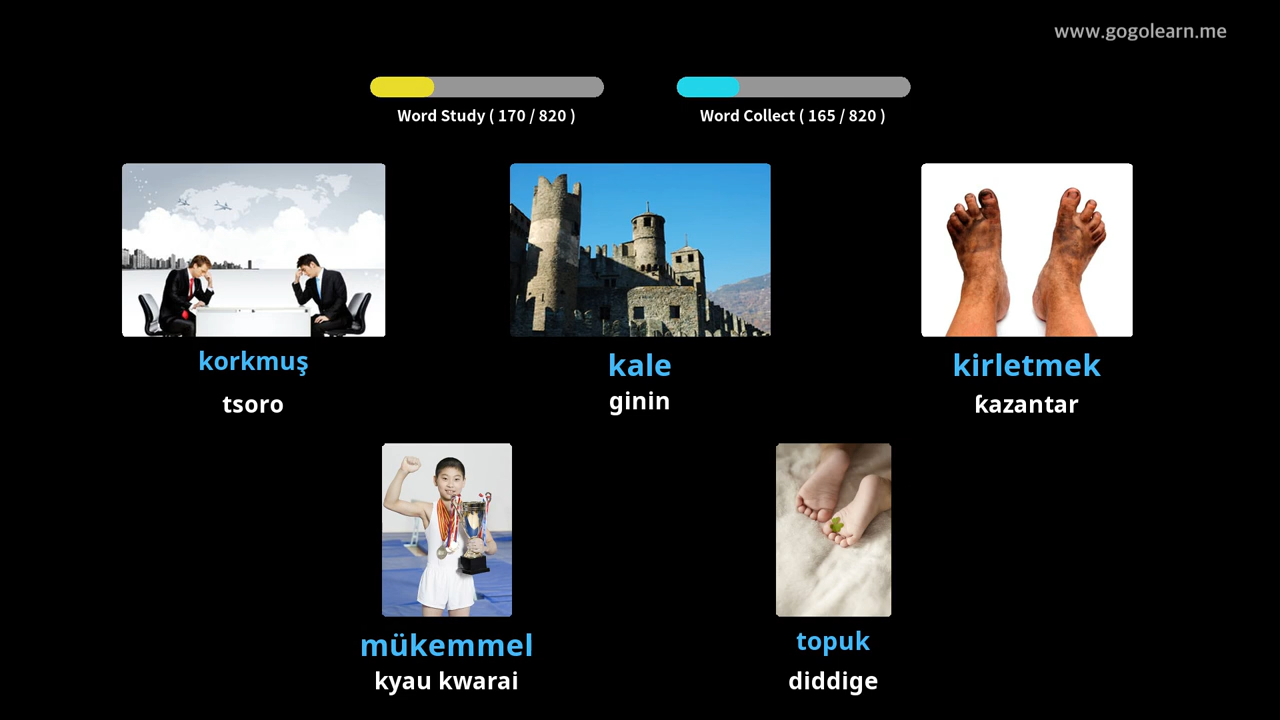 www.gogolearn.me
Word Study ( 170 / 820 )
Word Collect ( 165 / 820 )
korkmuş
tsoro
kale
ginin
kirletmek
ƙazantar
mükemmel
kyau kwarai
topuk
diddige